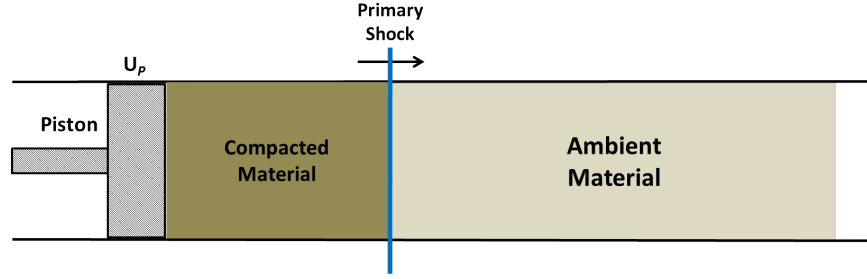 Primary
Shock
U_P
Piston
Compacted
Material
Ambient
Material